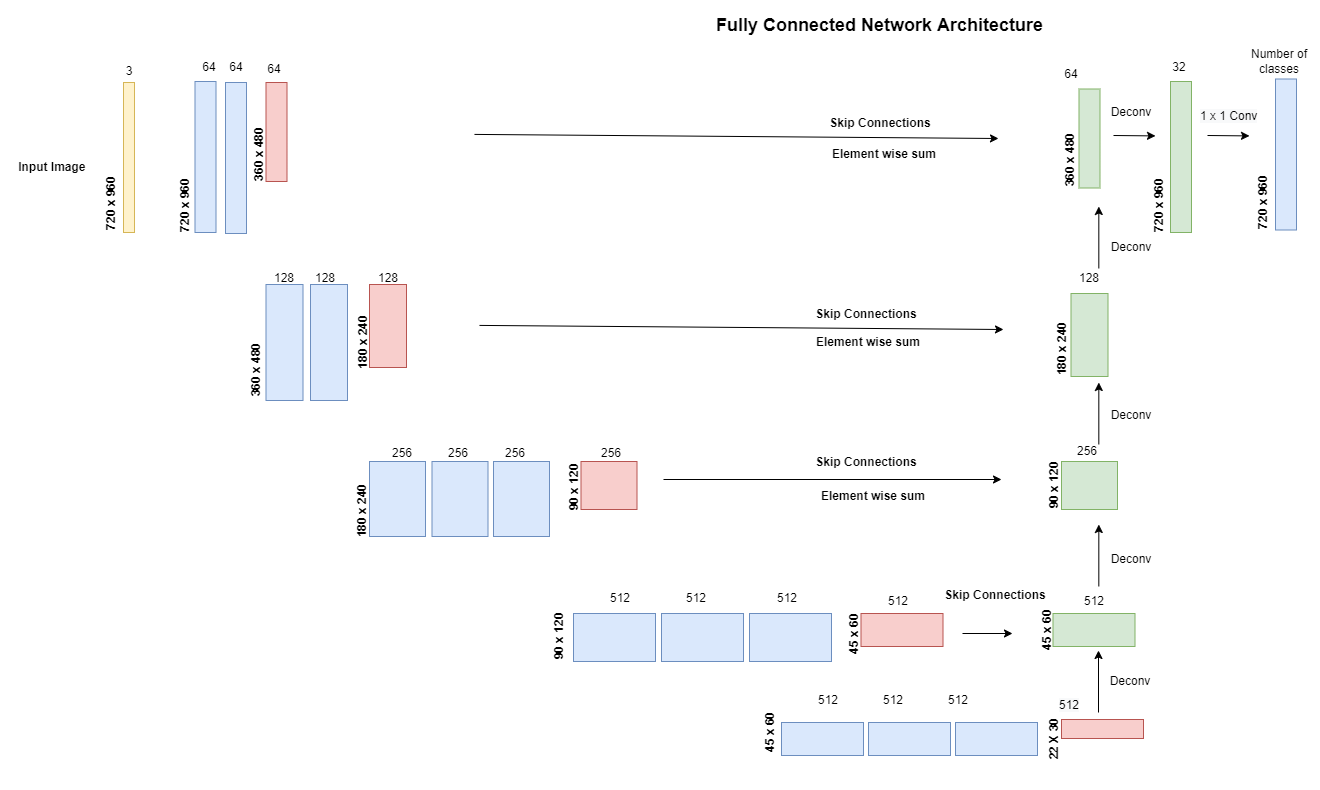 Fully Connected Network Architecture
Input Image
3
720 x 960
64
64
720 x 960
64
360 x 480
Skip Connections
Element wise sum
64
360 x 480
Deconv
32
720 x 960
1 x 1 Conv
Number of
classes
720 x 960
Deconv
128
128
360 x 480
128
180 x 240
Skip Connections
Element wise sum
128
180 x 240
Deconv
256
256
256
180 x 240
256
90 x 120
Skip Connections
Element wise sum
256
90 x 120
Deconv
512
512
512
90 x 120
512
45 x 60
Skip Connections
512
45 x 60
Deconv
512
512
512
45 x 60
512
22 X 30